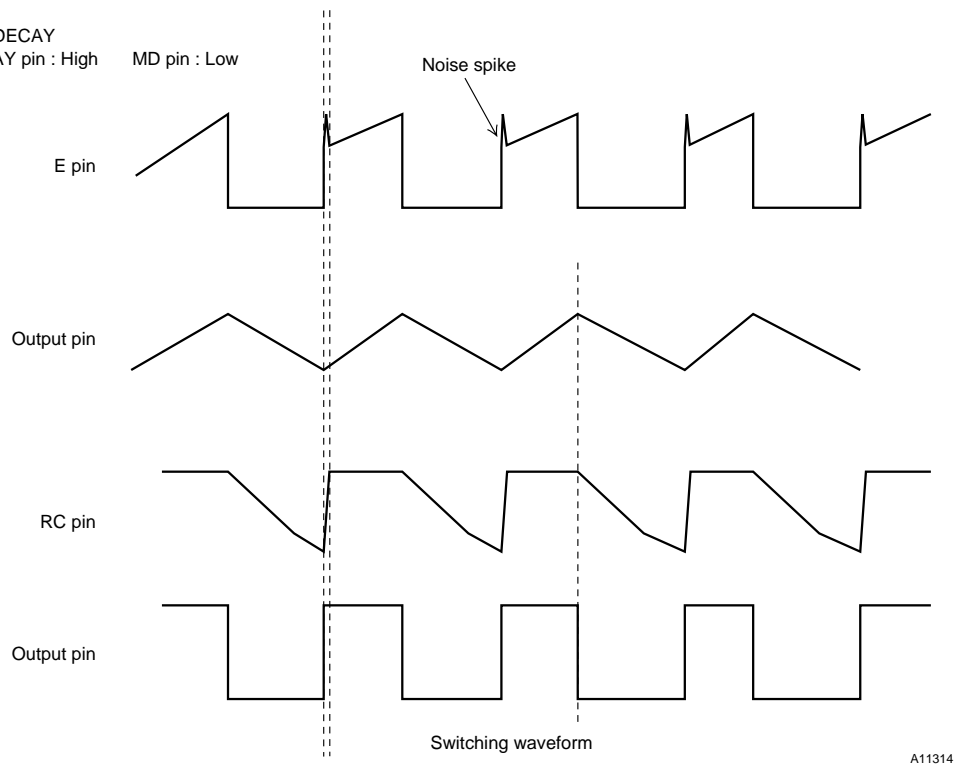 DECAY
AY pin : High MD pin : Low
Noise spike
E pin
Output pin
RC pin
Output pin
Switching waveform
A11314